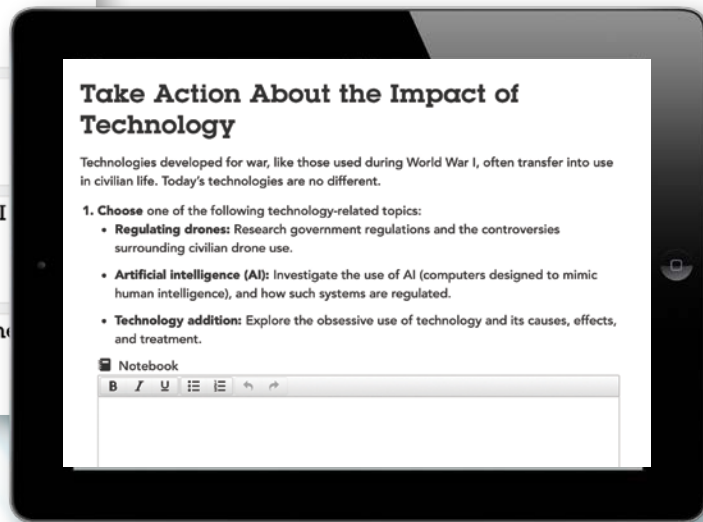 Take Action About the Impact of
Technology
Technologies developed for war, like those used during World War I, often transfer into use
in civilian life. Today's technologies are no different.
1. Choose one of the following technology-related topics:
• Regulating drones: Research government regulations and the controversies
surrounding civilian drone use.
• Artificial intelligence (AI): Investigate the use of AI (computers designed to mimic
human intelligence), and how such systems are regulated.
• Technology addition: Explore the obsessive use of technology and its causes, effects,
and treatment.
Notebook
B I U